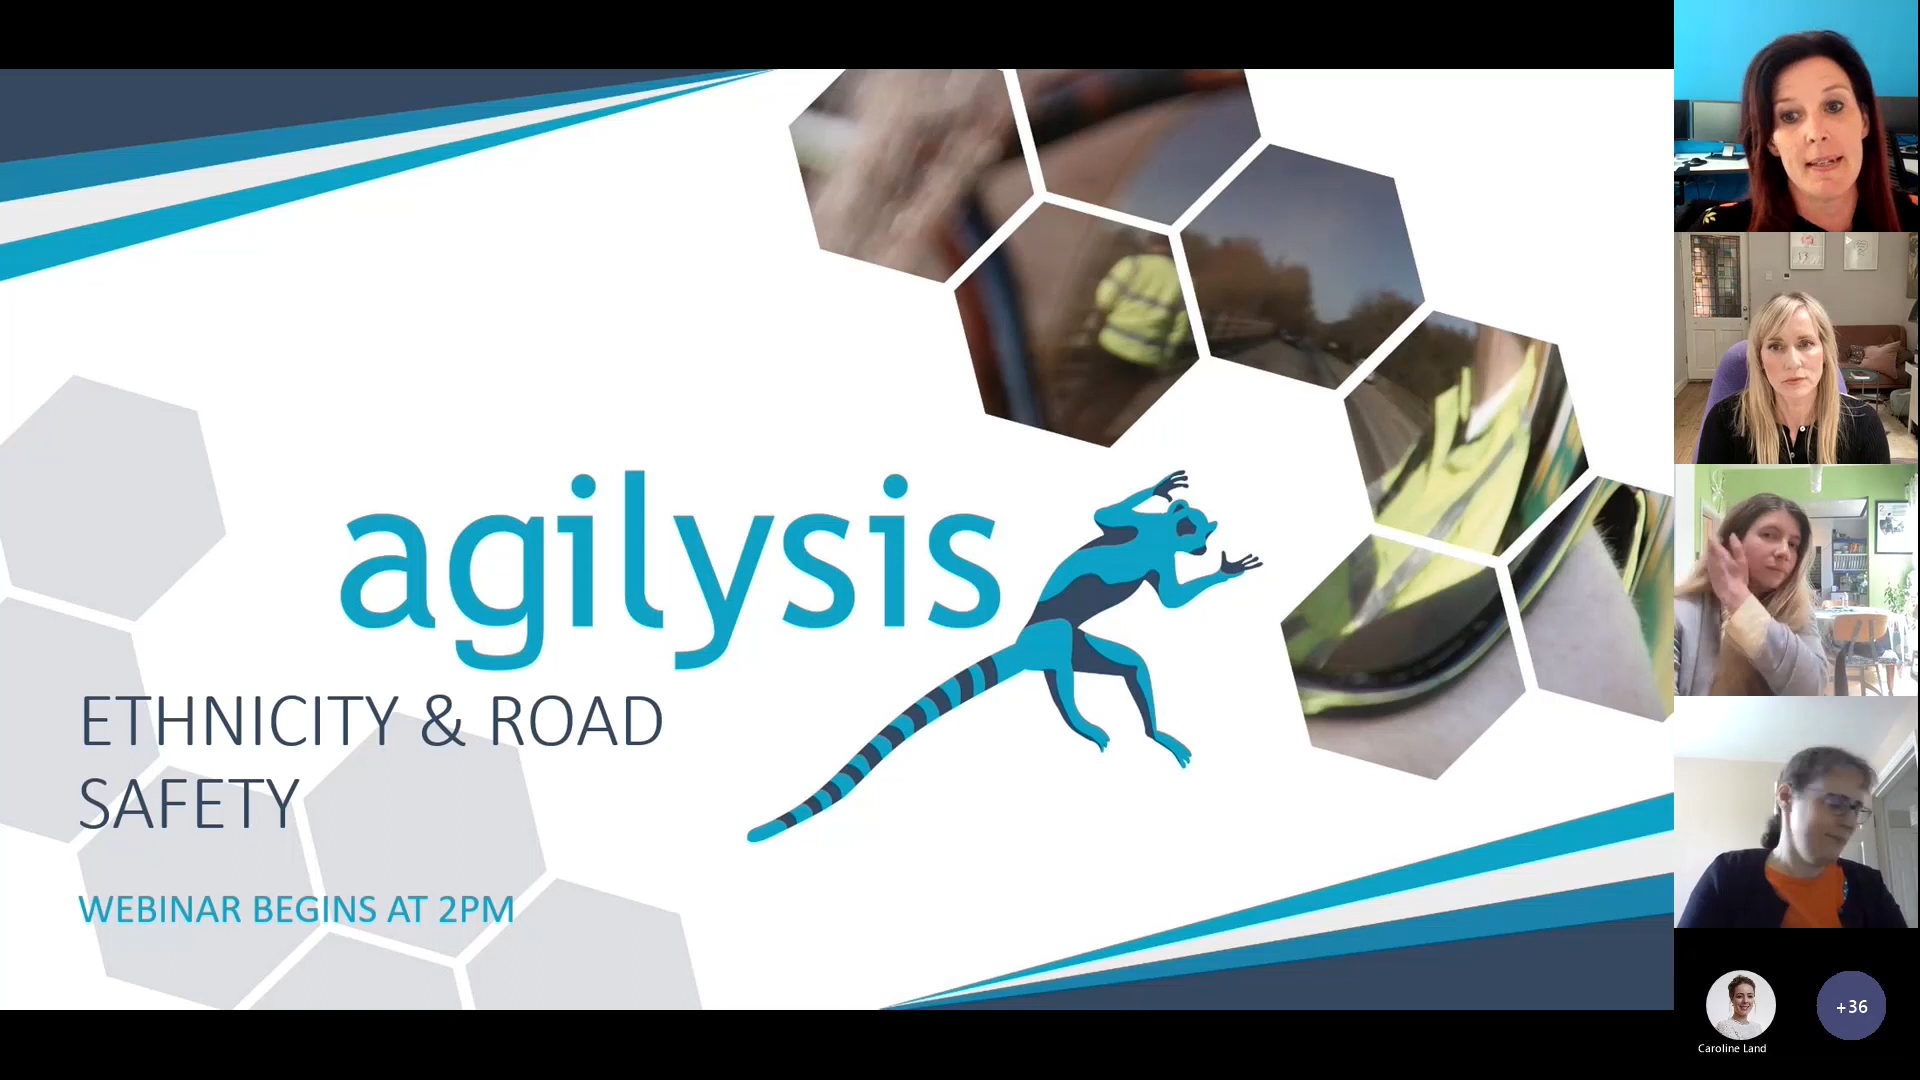 agilysis
ETHNICITY & ROAD
SAFETY
WEBINAR BEGINS AT 2PM
Caroline Land
+36